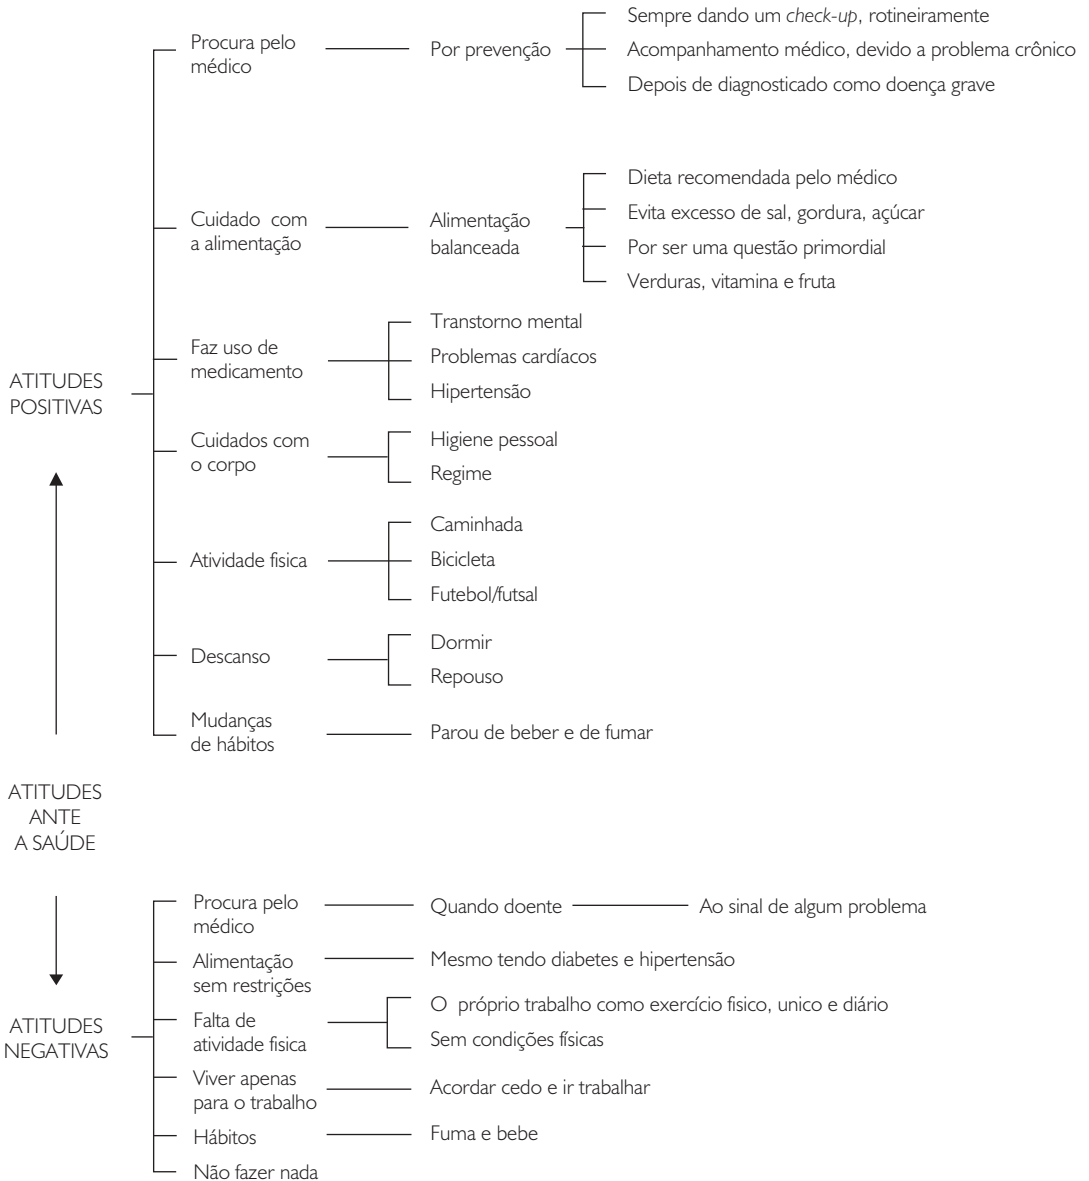 Sempre dando um check-up, rotineiramente
Procura pelo
médico
Por prevenção
Acompanhamento médico, devido a problema crônico
Depois de diagnosticado como doença grave
Dieta recomendada pelo médico
Cuidado com
a alimentação
Alimentação
balanceada
Evita excesso de sal, gordura, açúcar
Por ser uma questão primordial
Verduras, vitamina e fruta
Faz uso de
medicamento
Transtorno mental
Problemas cardíacos
Hipertensão
ATITUDES
POSITIVAS
Cuidados com
o corpo
Higiene pessoal
Regime
Atividade fisica
Caminhada
Bicicleta
Futebol/futsal
Descanso
Dormir
Repouso
Mudanças
de hábitos
Parou de beber e de fumar
ATITUDES
ANTE
A SAÚDE
Procura pelo
médico
Quando doente
Ao sinal de algum problema
Alimentação
sem restrições
Mesmo tendo diabetes e hipertensão
ATITUDES
NEGATIVAS
Falta de
atividade fisica
O próprio trabalho como exercício fisico, unico e diário
Sem condições físicas
Viver apenas
para o trabalho
Acordar cedo e ir trabalhar
Hábitos
Fuma e bebe
Não fazer nada